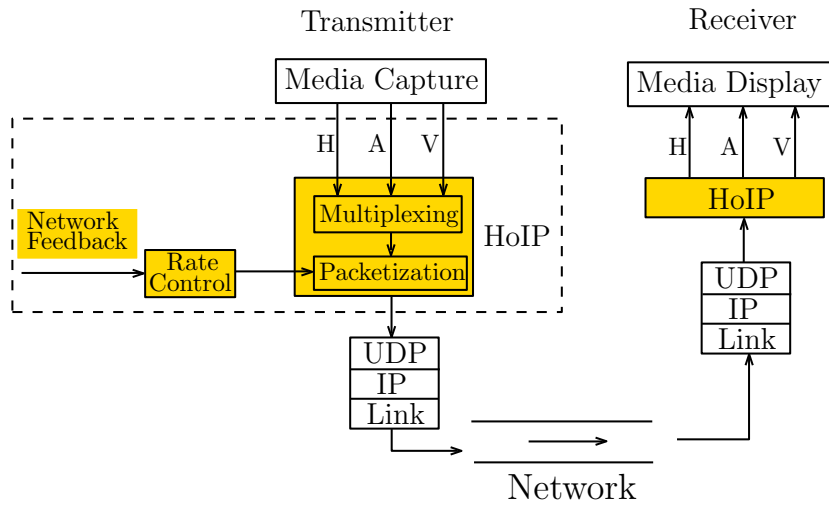 Transmitter
Receiver
Media Capture
Media Display
H A V
H A V
Network
Feedback
Multiplexing
HoIP
HoIP
Rate
Control
Packetization
UDP
IP
Link
UDP
IP
Link
Network